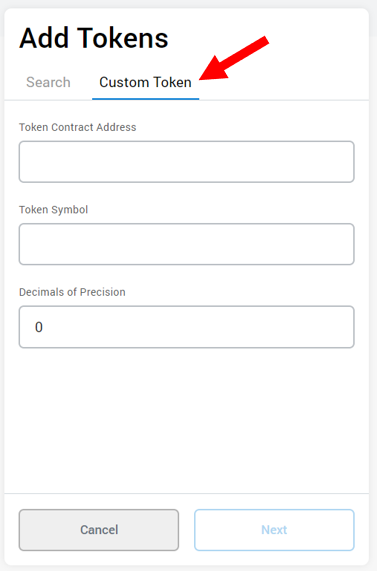 Add Tokens
Search
Custom Token
Token Contract Address
Token Symbol
Decimals of Precision
0
Cancel
Next